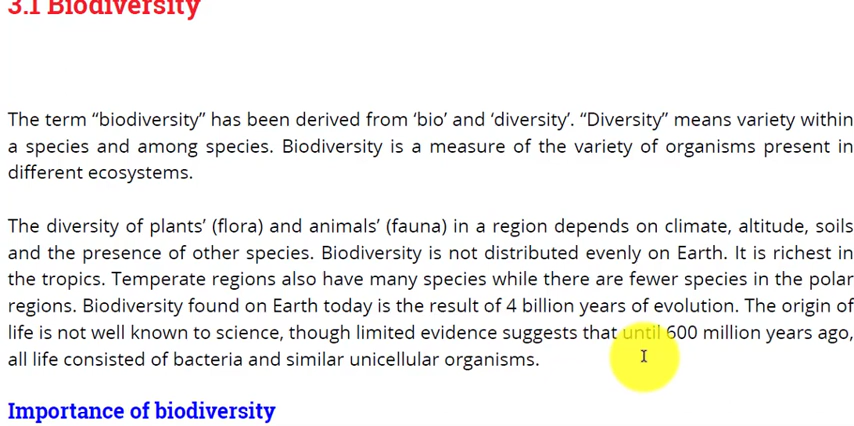 3.1 Biodiversity
The term “biodiversity” has been derived from ‘bio’ and ‘diversity’. “Diversity” means variety within
a species and among species. Biodiversity is a measure of the variety of organisms present in
different ecosystems.
The diversity of plants’ (flora) and animals’ (fauna) in a region depends on climate, altitude, soils
and the presence of other species. Biodiversity is not distributed evenly on Earth. It is richest in
the tropics. Temperate regions also have many species while there are fewer species in the polar
regions. Biodiversity found on Earth today is the result of 4 billion years of evolution. The origin of
life is not well known to science, though limited evidence suggests that until 600 million years ago,
all life consisted of bacteria and similar unicellular organisms.
Importance of biodiversity